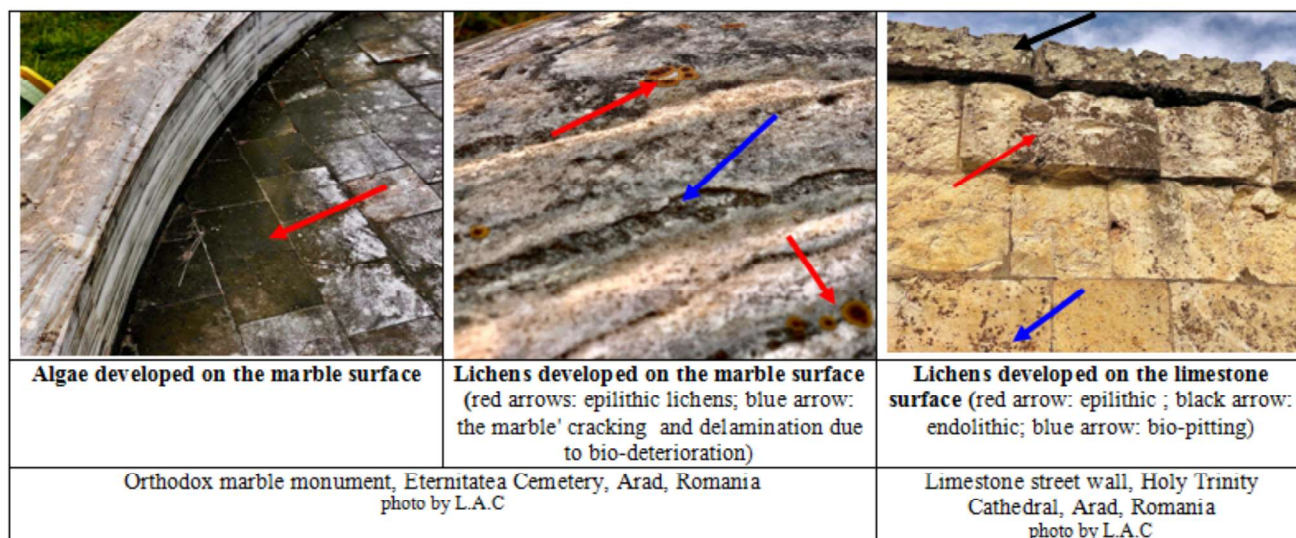 Algae developed on the marble surface
Lichens developed on the marble surface
(red arrows: epilithic lichens; blue arrow:
the marble' cracking and delamination due
to bio-deterioration)
Lichens developed on the limestone
surface (red arrow: epilithic ; black arrow:
endolithic; blue arrow: bio-pitting)
Orthodox marble monument, Eternitatea Cemetery, Arad, Romania
photo by L.A.C
Limestone street wall, Holy Trinity
Cathedral, Arad, Romania
photo by L.A.C